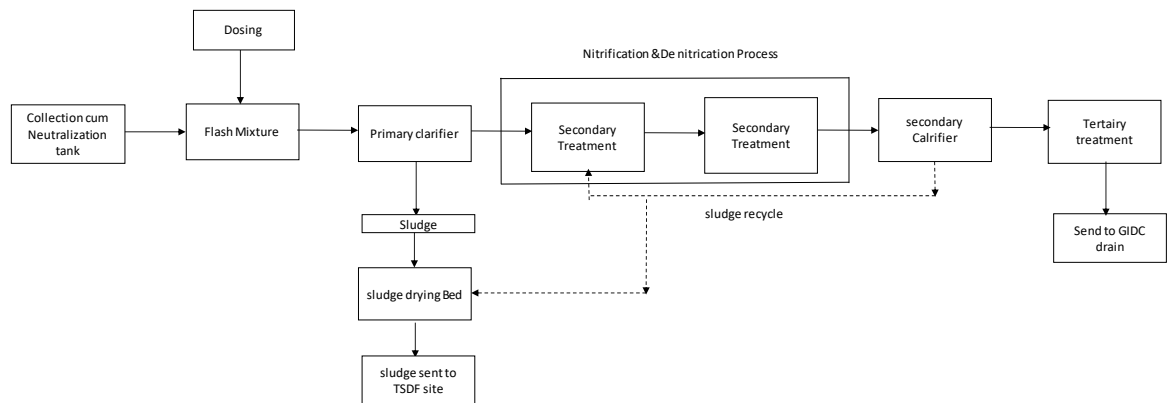 Dosing
Nitrification &De nitrication Process
Collection cum
Neutralization
tank
Flash Mixture
Primary clarifier
Secondary
Treatment
Secondary
Treatment
secondary
Calrifier
Tertairy
treatment
sludge recycle
Sludge
Send to GIDC
drain
sludge drying Bed
sludge sent to
TSDF site